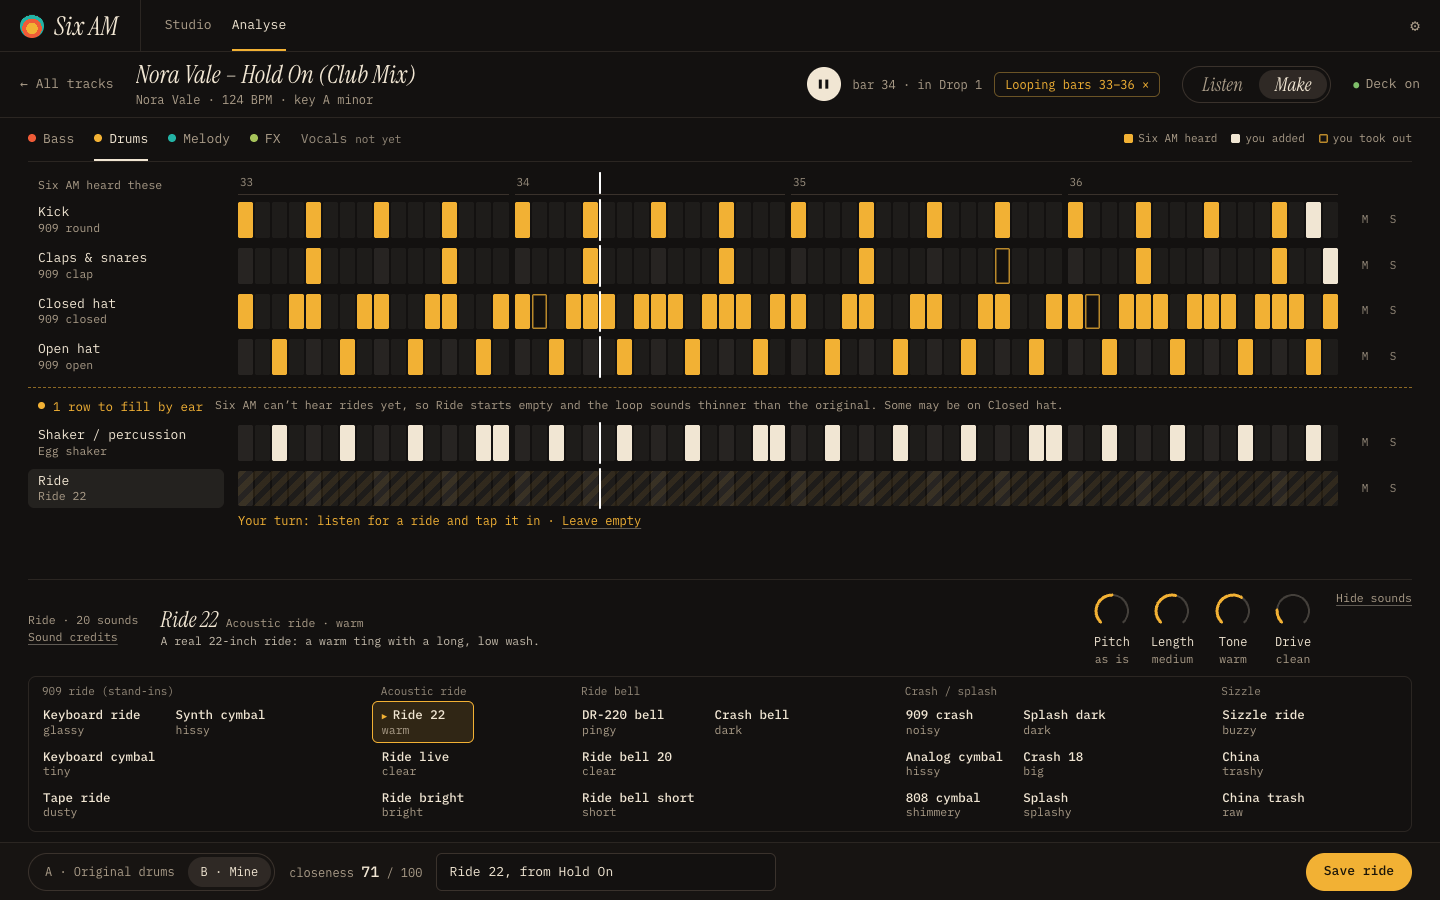 Six AM
Studio
Analyse
⚙
← All tracks
Nora Vale – Hold On (Club Mix)
Nora Vale · 124 BPM · key A minor
bar 34 · in Drop 1
Looping bars 33–36 ×
Listen
Make
● Deck on
Bass
Drums
Melody
FX
Vocals not yet
Six AM heard
you added
you took out
Six AM heard these
33
34
35
36
Kick
909 round
M S
Claps & snares
909 clap
M S
Closed hat
909 closed
M S
Open hat
909 open
M S
1 row to fill by ear
Six AM can’t hear rides yet, so Ride starts empty and the loop sounds thinner than the original. Some may be on Closed hat.
Shaker / percussion
Egg shaker
M S
Ride
Ride 22
M S
Your turn: listen for a ride and tap it in · Leave empty
Ride · 20 sounds
Sound credits
Ride 22 Acoustic ride · warm
A real 22-inch ride: a warm ting with a long, low wash.
Pitch
as is
Length
medium
Tone
warm
Drive
clean
Hide sounds
909 ride (stand-ins)
Keyboard ride
glassy
Synth cymbal
hissy
Keyboard cymbal
tiny
Tape ride
dusty
Acoustic ride
▶ Ride 22
warm
Ride live
clear
Ride bright
bright
Ride bell
DR-220 bell
pingy
Crash bell
dark
Ride bell 20
clear
Ride bell short
short
Crash / splash
909 crash
noisy
Splash dark
dark
Analog cymbal
hissy
Crash 18
big
808 cymbal
shimmery
Splash
splashy
Sizzle
Sizzle ride
buzzy
China
trashy
China trash
raw
A · Original drums
B · Mine
closeness 71 / 100
Ride 22, from Hold On
Save ride